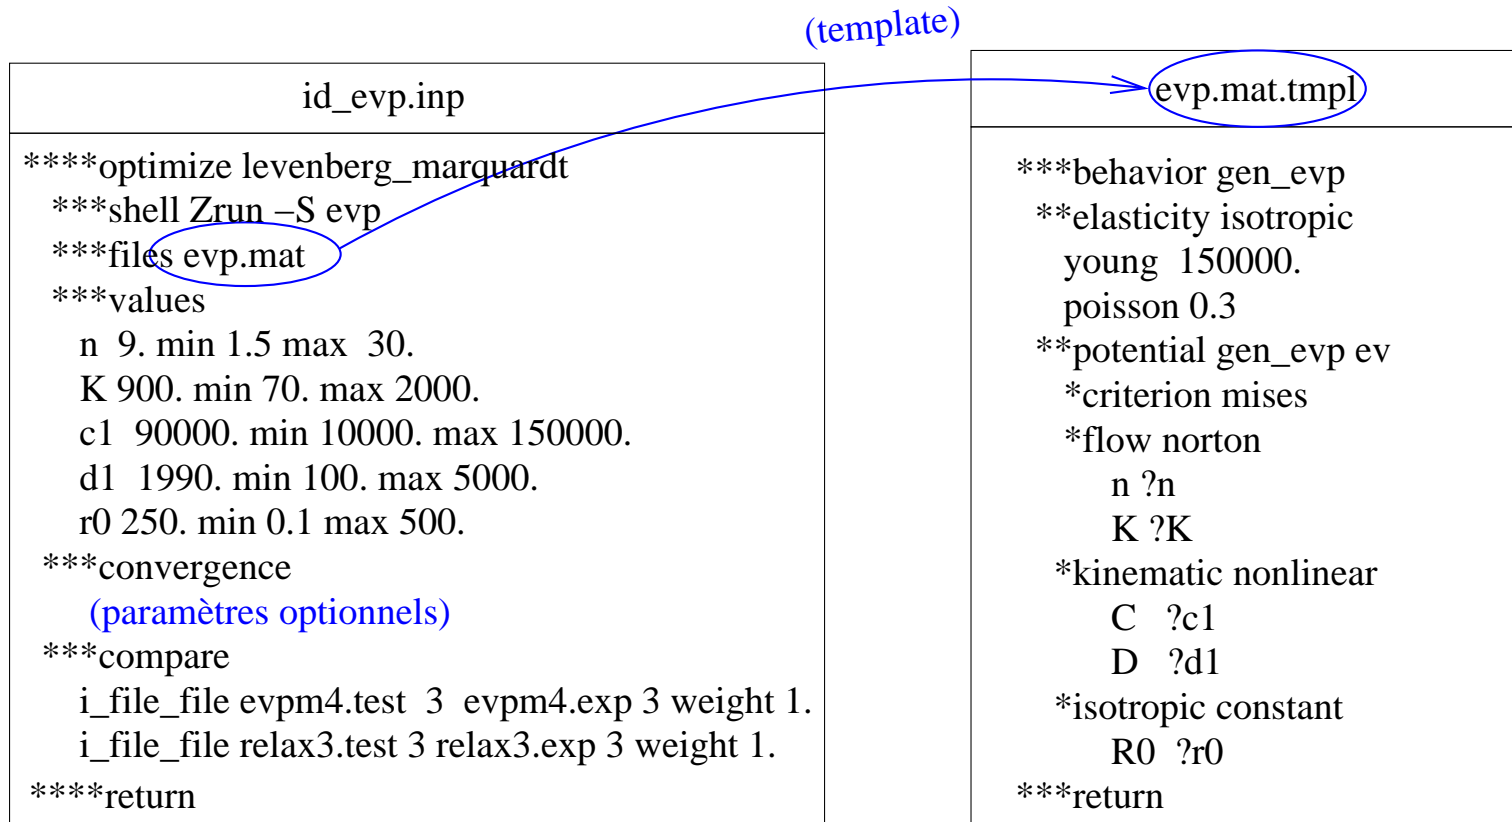 (template)
id_evp.inp
****optimize levenberg_marquardt
***shell Zrun −S evp
***files evp.mat
***values
n 9. min 1.5 max 30.
K 900. min 70. max 2000.
c1 90000. min 10000. max 150000.
d1 1990. min 100. max 5000.
r0 250. min 0.1 max 500.
***convergence
(paramètres optionnels)
***compare
i_file_file evpm4.test 3 evpm4.exp 3 weight 1.
i_file_file relax3.test 3 relax3.exp 3 weight 1.
****return
evp.mat.tmpl
***behavior gen_evp
**elasticity isotropic
young 150000.
poisson 0.3
**potential gen_evp ev
*criterion mises
*flow norton
n ?n
K ?K
*kinematic nonlinear
C ?c1
D ?d1
*isotropic constant
R0 ?r0
***return